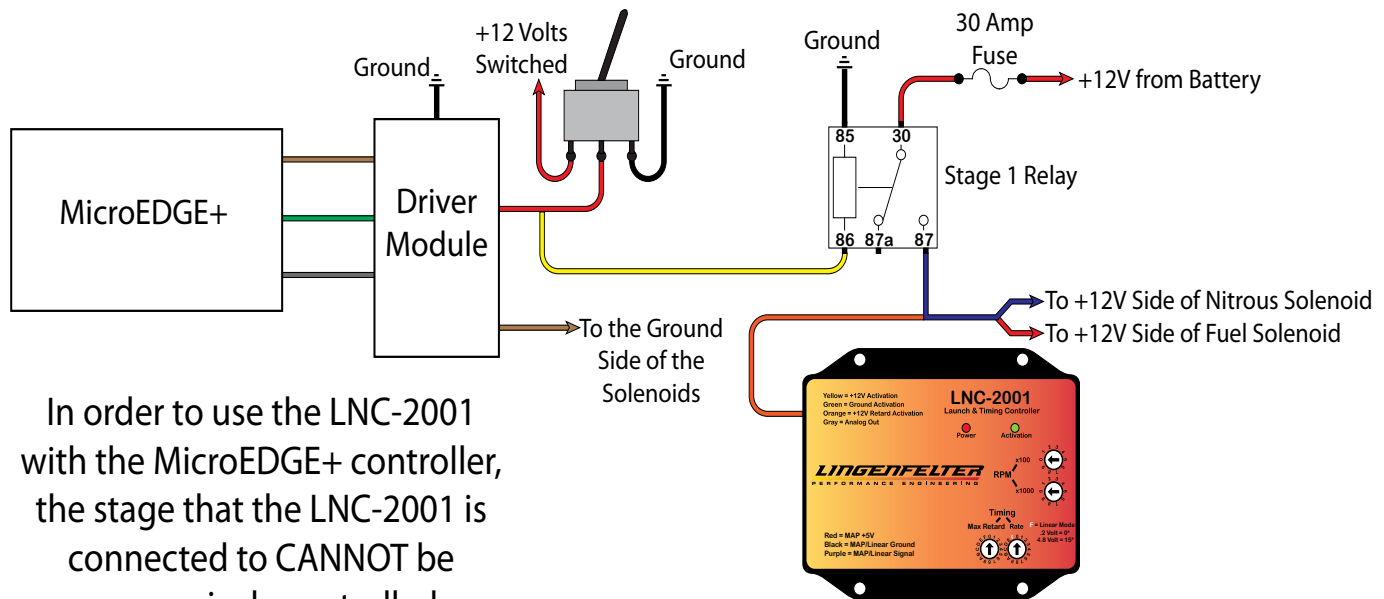 +12 Volts
Switched
Ground
Ground
Ground
30 Amp
Fuse
+12V from Battery
85 30
Stage 1 Relay
86 87a 87
MicroEDGE+
Driver
Module
To the Ground
Side of the
Solenoids
To +12V Side of Nitrous Solenoid
To +12V Side of Fuel Solenoid
In order to use the LNC-2001
with the MicroEDGE+ controller,
the stage that the LNC-2001 is
connected to CANNOT be
Yellow = +12V Activation
Green = Ground Activation
Orange = +12V Retard Activation
Gray = Analog Out
LNC-2001
Launch & Timing Controller
Power
Activation
LINGENFELTER
PERFORMANCE ENGINEERING
RPM
x100
x1000
Timing
Max Retard Rate
F = Linear Mode
.2 Volt = 0°
4.8 Volt = 15°
Red = MAP +5V
Black = MAP/Linear Ground
Purple = MAP/Linear Signal